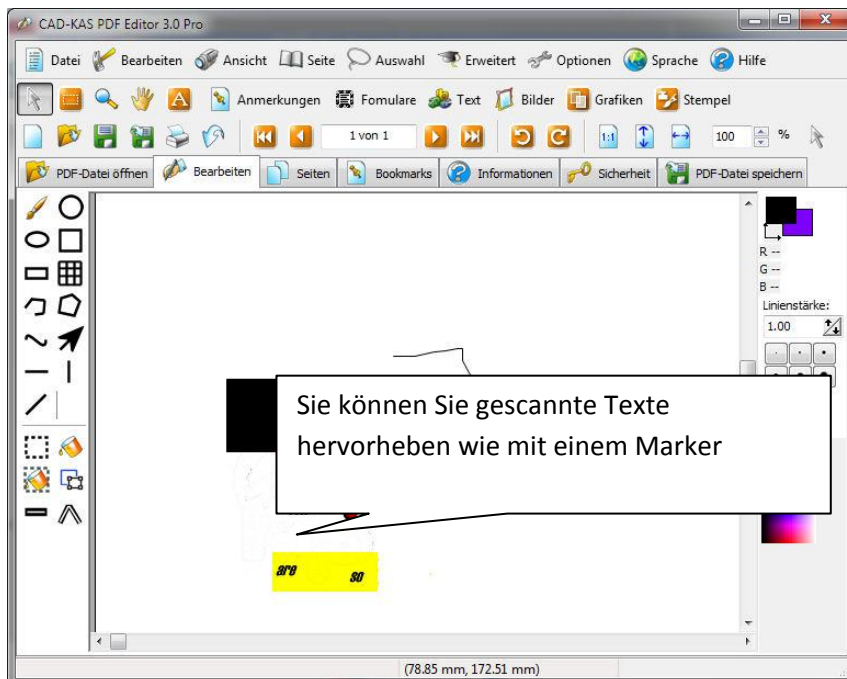 CAD-KAS PDF Editor 3.0 Pro
Datei Bearbeiten Ansicht Seite Auswahl Erweitert Optionen Sprache Hilfe
A Anmerkungen Fomulare Text Bilder Grafiken Stempel
1 von 1 1:1 100 %
PDF-Datei öffnen Bearbeiten Seiten Bookmarks Informationen Sicherheit PDF-Datei speichern
R --
G --
B --
Linienstärke:
1.00
Sie können Sie gescannte Texte
hervorheben wie mit einem Marker
are so
(78.85 mm, 172.51 mm)